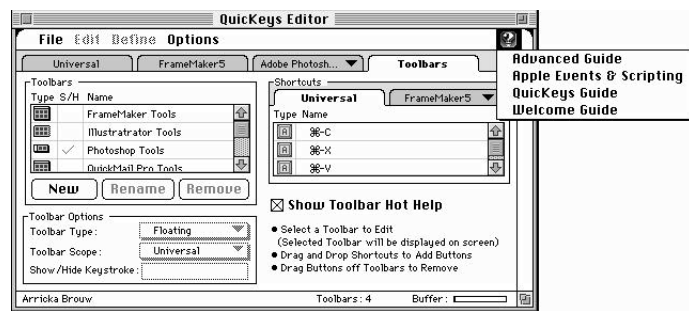 QuicKeys Editor
File Edit Define Options
?
Universal FrameMaker5 Adobe Photosh... Toolbars
Advanced Guide
Apple Events & Scripting
QuicKeys Guide
Welcome Guide
Toolbars
Type S/H Name
FrameMaker Tools
Illustratrator Tools
Photoshop Tools
QuickMail Pro Tools
New Rename Remove
Toolbar Options
Toolbar Type: Floating
Toolbar Scope: Universal
Show/Hide Keystroke:
Shortcuts
Universal FrameMaker5
Type Name
A ⌘-C
A ⌘-X
A ⌘-V
Show Toolbar Hot Help
• Select a Toolbar to Edit
(Selected Toolbar will be displayed on screen)
• Drag and Drop Shortcuts to Add Buttons
• Drag Buttons off Toolbars to Remove
Arricka Brouw Toolbars: 4 Buffer: